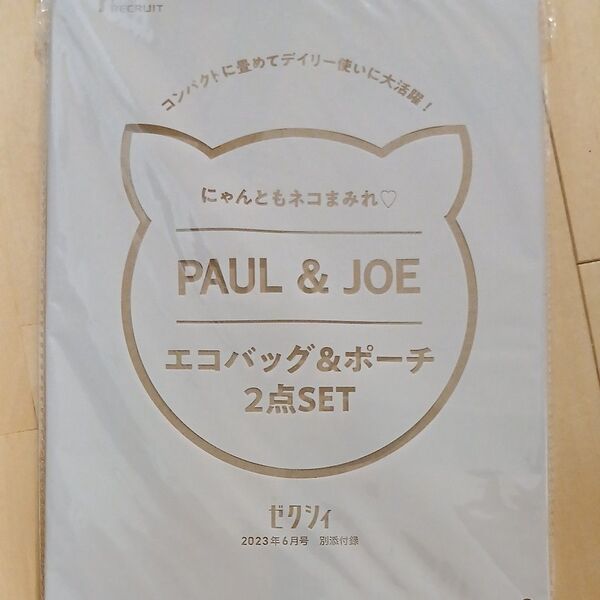 RECRUIT
コンパクトに畳めてデイリー使いに大活躍！
にゃんともネコまみれ♡
PAUL & JOE
エコバッグ&ポーチ
2点SET
ゼクシィ
2023年6月号 別添付録